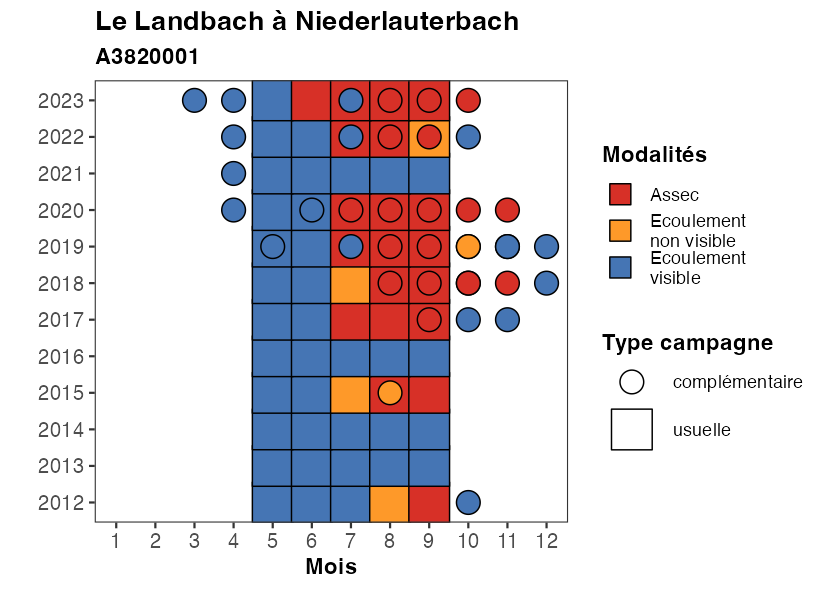 Le Landbach à Niederlauterbach
A3820001
2023
2022
2021
2020
2019
2018
2017
2016
2015
2014
2013
2012
1 2 3 4 5 6 7 8 9 10 11 12
Mois
Modalités
Assec
Ecoulement
non visible
Ecoulement
visible
Type campagne
complémentaire
usuelle